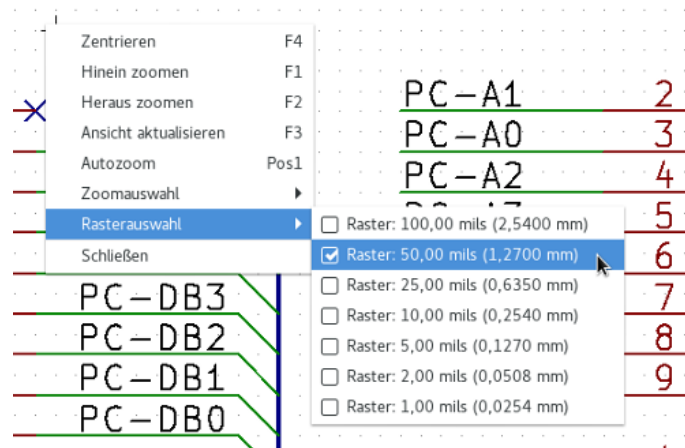 Zentrieren F4
Hinein zoomen F1
Heraus zoomen F2
Ansicht aktualisieren F3
Autozoom Pos1
Zoomauswahl
Rasterauswahl
Schließen
Raster: 100,00 mils (2,5400 mm)
Raster: 50,00 mils (1,2700 mm)
Raster: 25,00 mils (0,6350 mm)
Raster: 10,00 mils (0,2540 mm)
Raster: 5,00 mils (0,1270 mm)
Raster: 2,00 mils (0,0508 mm)
Raster: 1,00 mils (0,0254 mm)
PC-A1 2
PC-A0 3
PC-A2 4
5
6
7
8
9
PC-DB3
PC-DB2
PC-DB1
PC-DB0